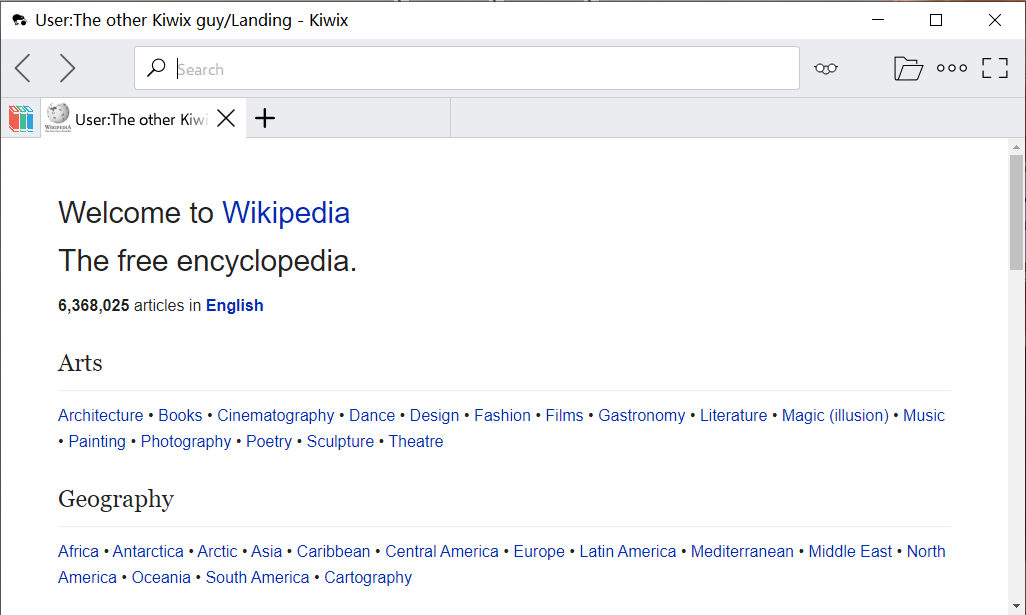 User:The other Kiwix guy/Landing - Kiwix
Search
WIKIPEDIA
User:The other Kiwi
Welcome to Wikipedia
The free encyclopedia.
6,368,025 articles in English
Arts
Architecture • Books • Cinematography • Dance • Design • Fashion • Films • Gastronomy • Literature • Magic (illusion) • Music
• Painting • Photography • Poetry • Sculpture • Theatre
Geography
Africa • Antarctica • Arctic • Asia • Caribbean • Central America • Europe • Latin America • Mediterranean • Middle East • North
America • Oceania • South America • Cartography